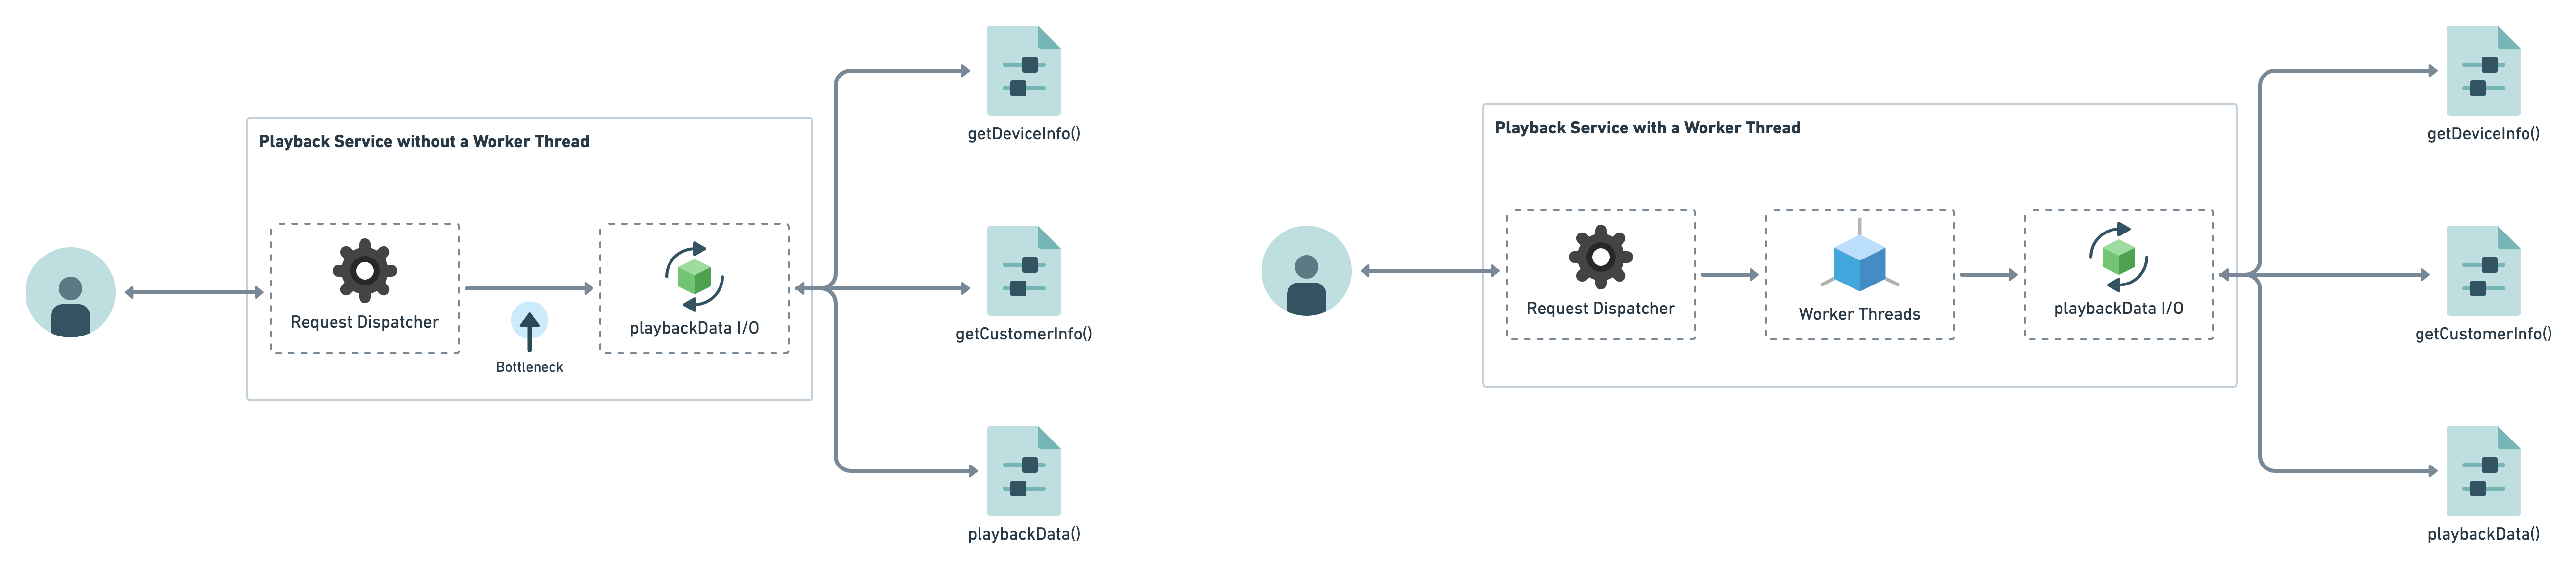 getDeviceInfo()
Playback Service without a Worker Thread
Request Dispatcher
playbackData I/O
Bottleneck
getCustomerInfo()
playbackData()
getDeviceInfo()
Playback Service with a Worker Thread
Request Dispatcher
Worker Threads
playbackData I/O
getCustomerInfo()
playbackData()